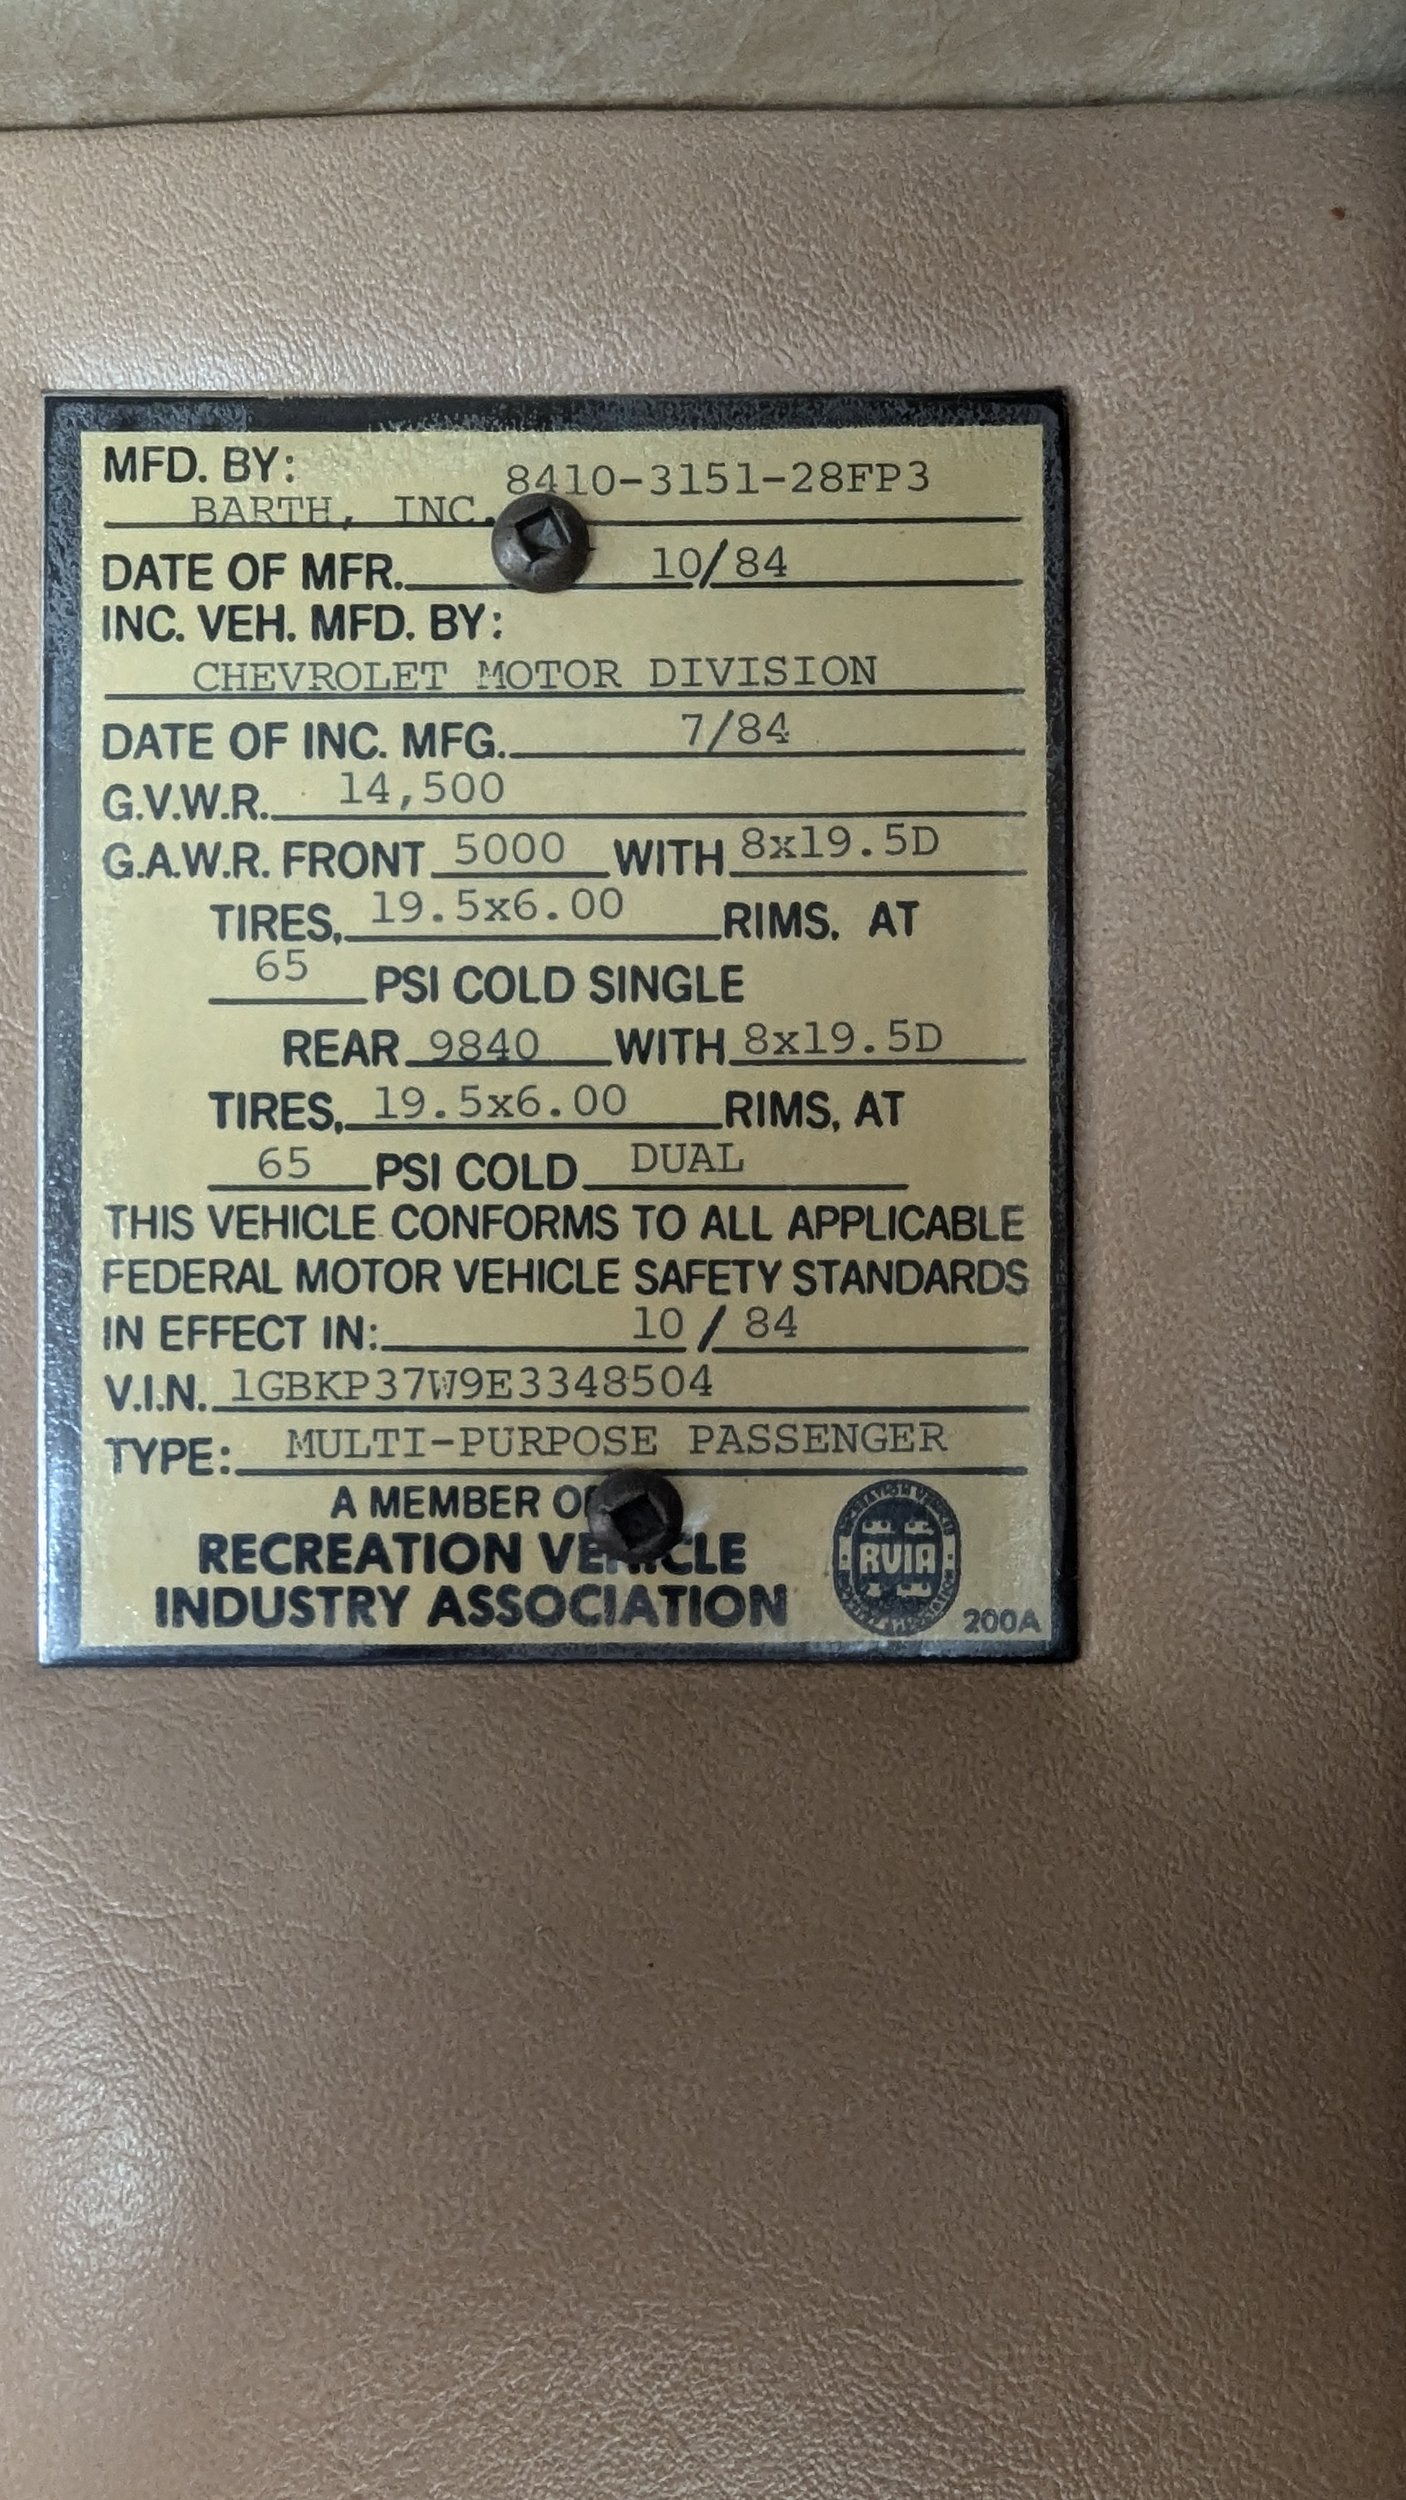 MFD. BY: 8410-3151-28FP3
BARTH, INC.
DATE OF MFR. 10/84
INC. VEH. MFD. BY:
CHEVROLET MOTOR DIVISION
DATE OF INC. MFG. 7/84
G.V.W.R. 14,500
G.A.W.R. FRONT 5000 WITH 8x19.5D
TIRES, 19.5x6.00 RIMS, AT
65 PSI COLD SINGLE
REAR 9840 WITH 8x19.5D
TIRES, 19.5x6.00 RIMS, AT
65 PSI COLD DUAL
THIS VEHICLE CONFORMS TO ALL APPLICABLE
FEDERAL MOTOR VEHICLE SAFETY STANDARDS
IN EFFECT IN: 10 / 84
V.I.N. 1GBKP37W9E3348504
TYPE: MULTI-PURPOSE PASSENGER
A MEMBER OF
RECREATION VEHICLE
INDUSTRY ASSOCIATION
RVIA
200A